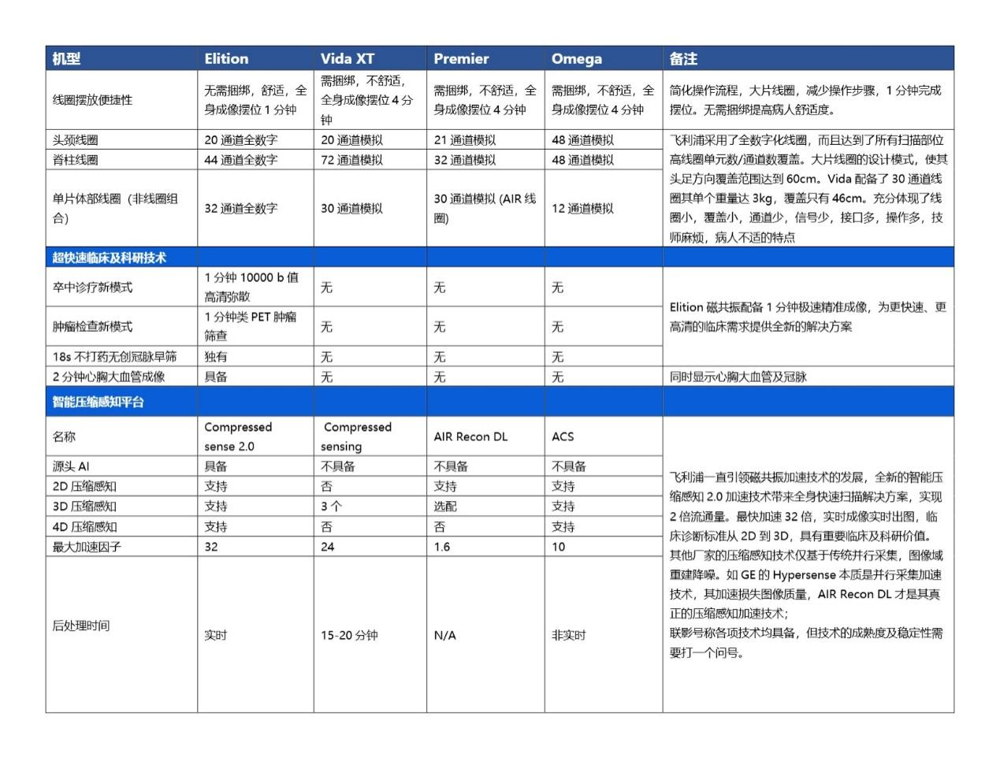 机型 Elition Vida XT Premier Omega 备注
线圈摆放便捷性
无需捆绑，舒适，全
身成像摆位 1 分钟
需捆绑，不舒适，
全身成像摆位 4 分
钟
需捆绑，不舒适，全
身成像摆位 4 分钟
需捆绑，不舒适，全
身成像摆位 4 分钟
简化操作流程，大片线圈，减少操作步骤，1 分钟完成
摆位。无需捆绑提高病人舒适度。
头颈线圈 20 通道全数字 20 通道模拟 21 通道模拟 48 通道模拟
脊柱线圈 44 通道全数字 72 通道模拟 32 通道模拟 48 通道模拟
单片体部线圈（非线圈组
合）
32 通道全数字
30 通道模拟
30 通道模拟 (AIR 线
圈)
12 通道模拟
飞利浦采用了全数字化线圈，而且达到了所有扫描部位
高线圈单元数/通道数覆盖。大片线圈的设计模式，使其
头足方向覆盖范围达到 60cm。Vida 配备了 30 通道线
圈其单个重量达 3kg，覆盖只有 46cm。充分体现了线
圈小，覆盖小，通道少，信号少，接口多，操作多，技
师麻烦，病人不适的特点
超快速临床及科研技术
卒中诊疗新模式
1 分钟 10000 b 值
高清弥散
无 无 无
肿瘤检查新模式
1 分钟类 PET 肿瘤
筛查
无 无 无
Elition 磁共振配备 1 分钟极速精准成像，为更快速、更
高清的临床需求提供全新的解决方案
18s 不打药无创冠脉早筛 独有 无 无 无
2 分钟心胸大血管成像 具备 无 无 无 同时显示心胸大血管及冠脉
智能压缩感知平台
名称
Compressed
sense 2.0
Compressed
sensing
AIR Recon DL
ACS
源头 AI 具备 不具备 不具备 不具备
2D 压缩感知 支持 否 支持 支持
3D 压缩感知 支持 3 个 选配 支持
4D 压缩感知 支持 否 否 支持
最大加速因子 32 24 1.6 10
后处理时间 实时 15-20 分钟 N/A 非实时
飞利浦一直引领磁共振加速技术的发展，全新的智能压
缩感知 2.0 加速技术带来全身快速扫描解决方案，实现
2 倍流通量。最快加速 32 倍，实时成像实时出图，临
床诊断标准从 2D 到 3D，具有重要临床及科研价值。
其他厂家的压缩感知技术仅基于传统并行采集，图像域
重建降噪。如 GE 的 Hypersense 本质是并行采集加速
技术，其加速损失图像质量，AIR Recon DL 才是其真
正的压缩感知加速技术；
联影号称各项技术均具备，但技术的成熟度及稳定性需
要打一个问号。